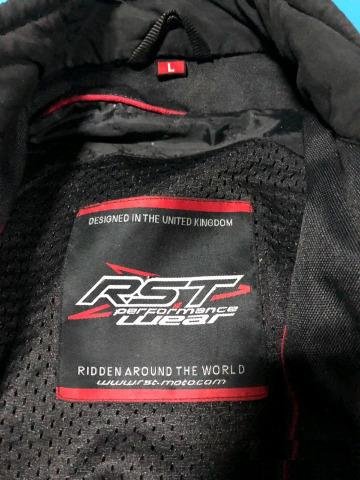 L
DESIGNED IN THE UNITED KINGDOM
RST
performance
wear
RIDDEN AROUND THE WORLD
www.rst-moto.com